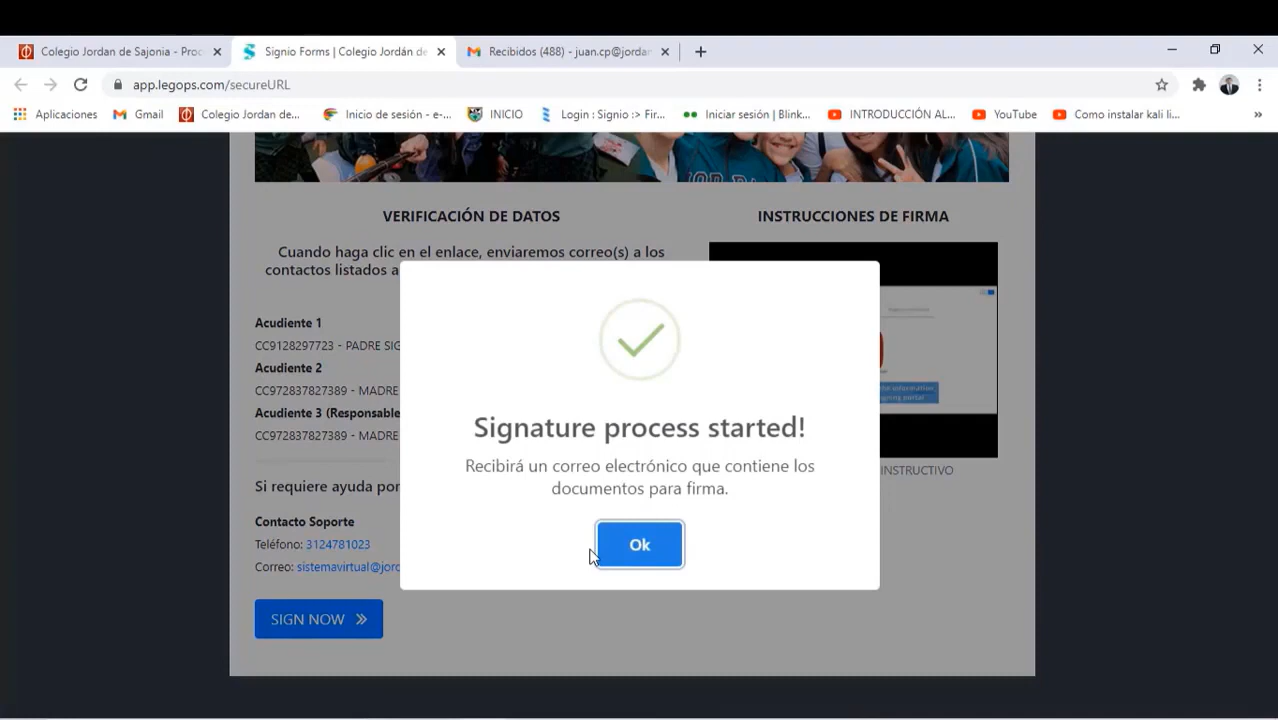 Colegio Jordan de Sajonia - Proc
Signio Forms | Colegio Jordán de
Recibidos (488) - juan.cp@jordan
app.legops.com/secureURL
Aplicaciones
Gmail
Colegio Jordan de...
Inicio de sesión - e-...
INICIO
Login : Signio :> Fir...
Iniciar sesión | Blink...
INTRODUCCIÓN AL...
YouTube
Como instalar kali li...
»
VERIFICACIÓN DE DATOS
INSTRUCCIONES DE FIRMA
Cuando haga clic en el enlace, enviaremos correo(s) a los
contactos listados a
Acudiente 1
CC9128297723 - PADRE SIG
Acudiente 2
CC972837827389 - MADRE
Acudiente 3 (Responsable
CC972837827389 - MADRE
Si requiere ayuda por
Contacto Soporte
Teléfono: 3124781023
Correo: sistemavirtual@jord
SIGN NOW »
Signature process started!
Recibirá un correo electrónico que contiene los
documentos para firma.
Ok
the information
signing portal
INSTRUCTIVO